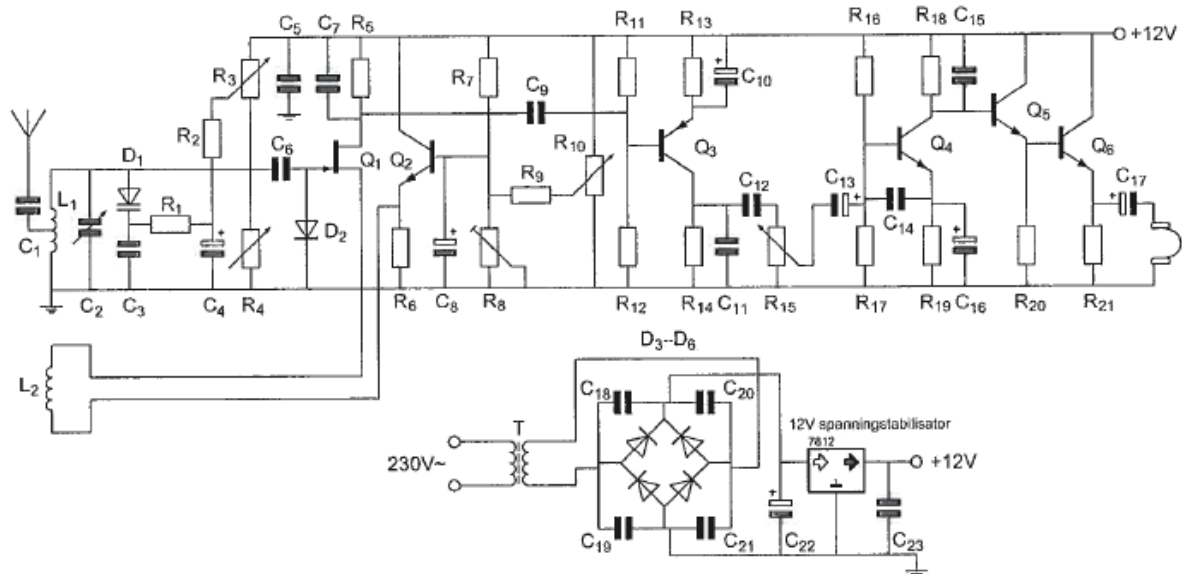 R11 R13 R16 R18 C15
C5 C7 R5
+12V
R3 R7 C9 C10 Q5
R2 R10 Q3 Q4 Q6
D1 C6 Q1 Q2 R9 C12 C13 C17
L1 R1 D2 C14
C1
C2 C3 C4 R4 R6 C8 R8 R12 R14 C11 R15 R17 R19 C16 R20 R21
D3--D6
L2 C18 C20
T 12V spanningstabilisator
7812
230V~ +12V
C19 C21 C22 C23